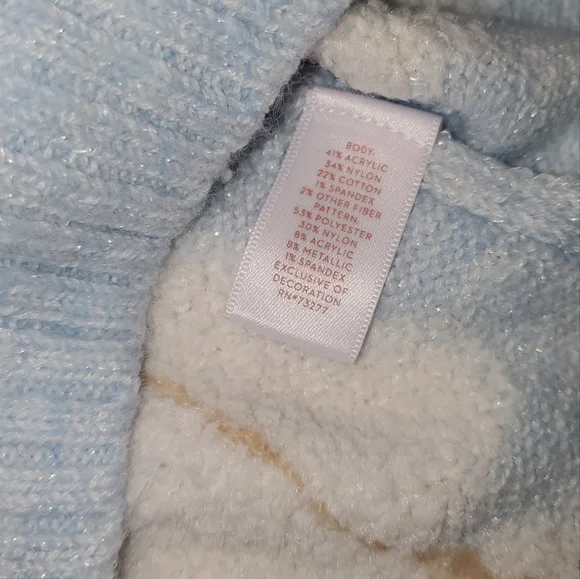 BODY:
41% ACRYLIC
34% NYLON
22% COTTON
1% SPANDEX
2% OTHER FIBER
PATTERN:
53% POLYESTER
30% NYLON
8% ACRYLIC
8% METALLIC
1% SPANDEX
EXCLUSIVE OF
DECORATION
RN#73277